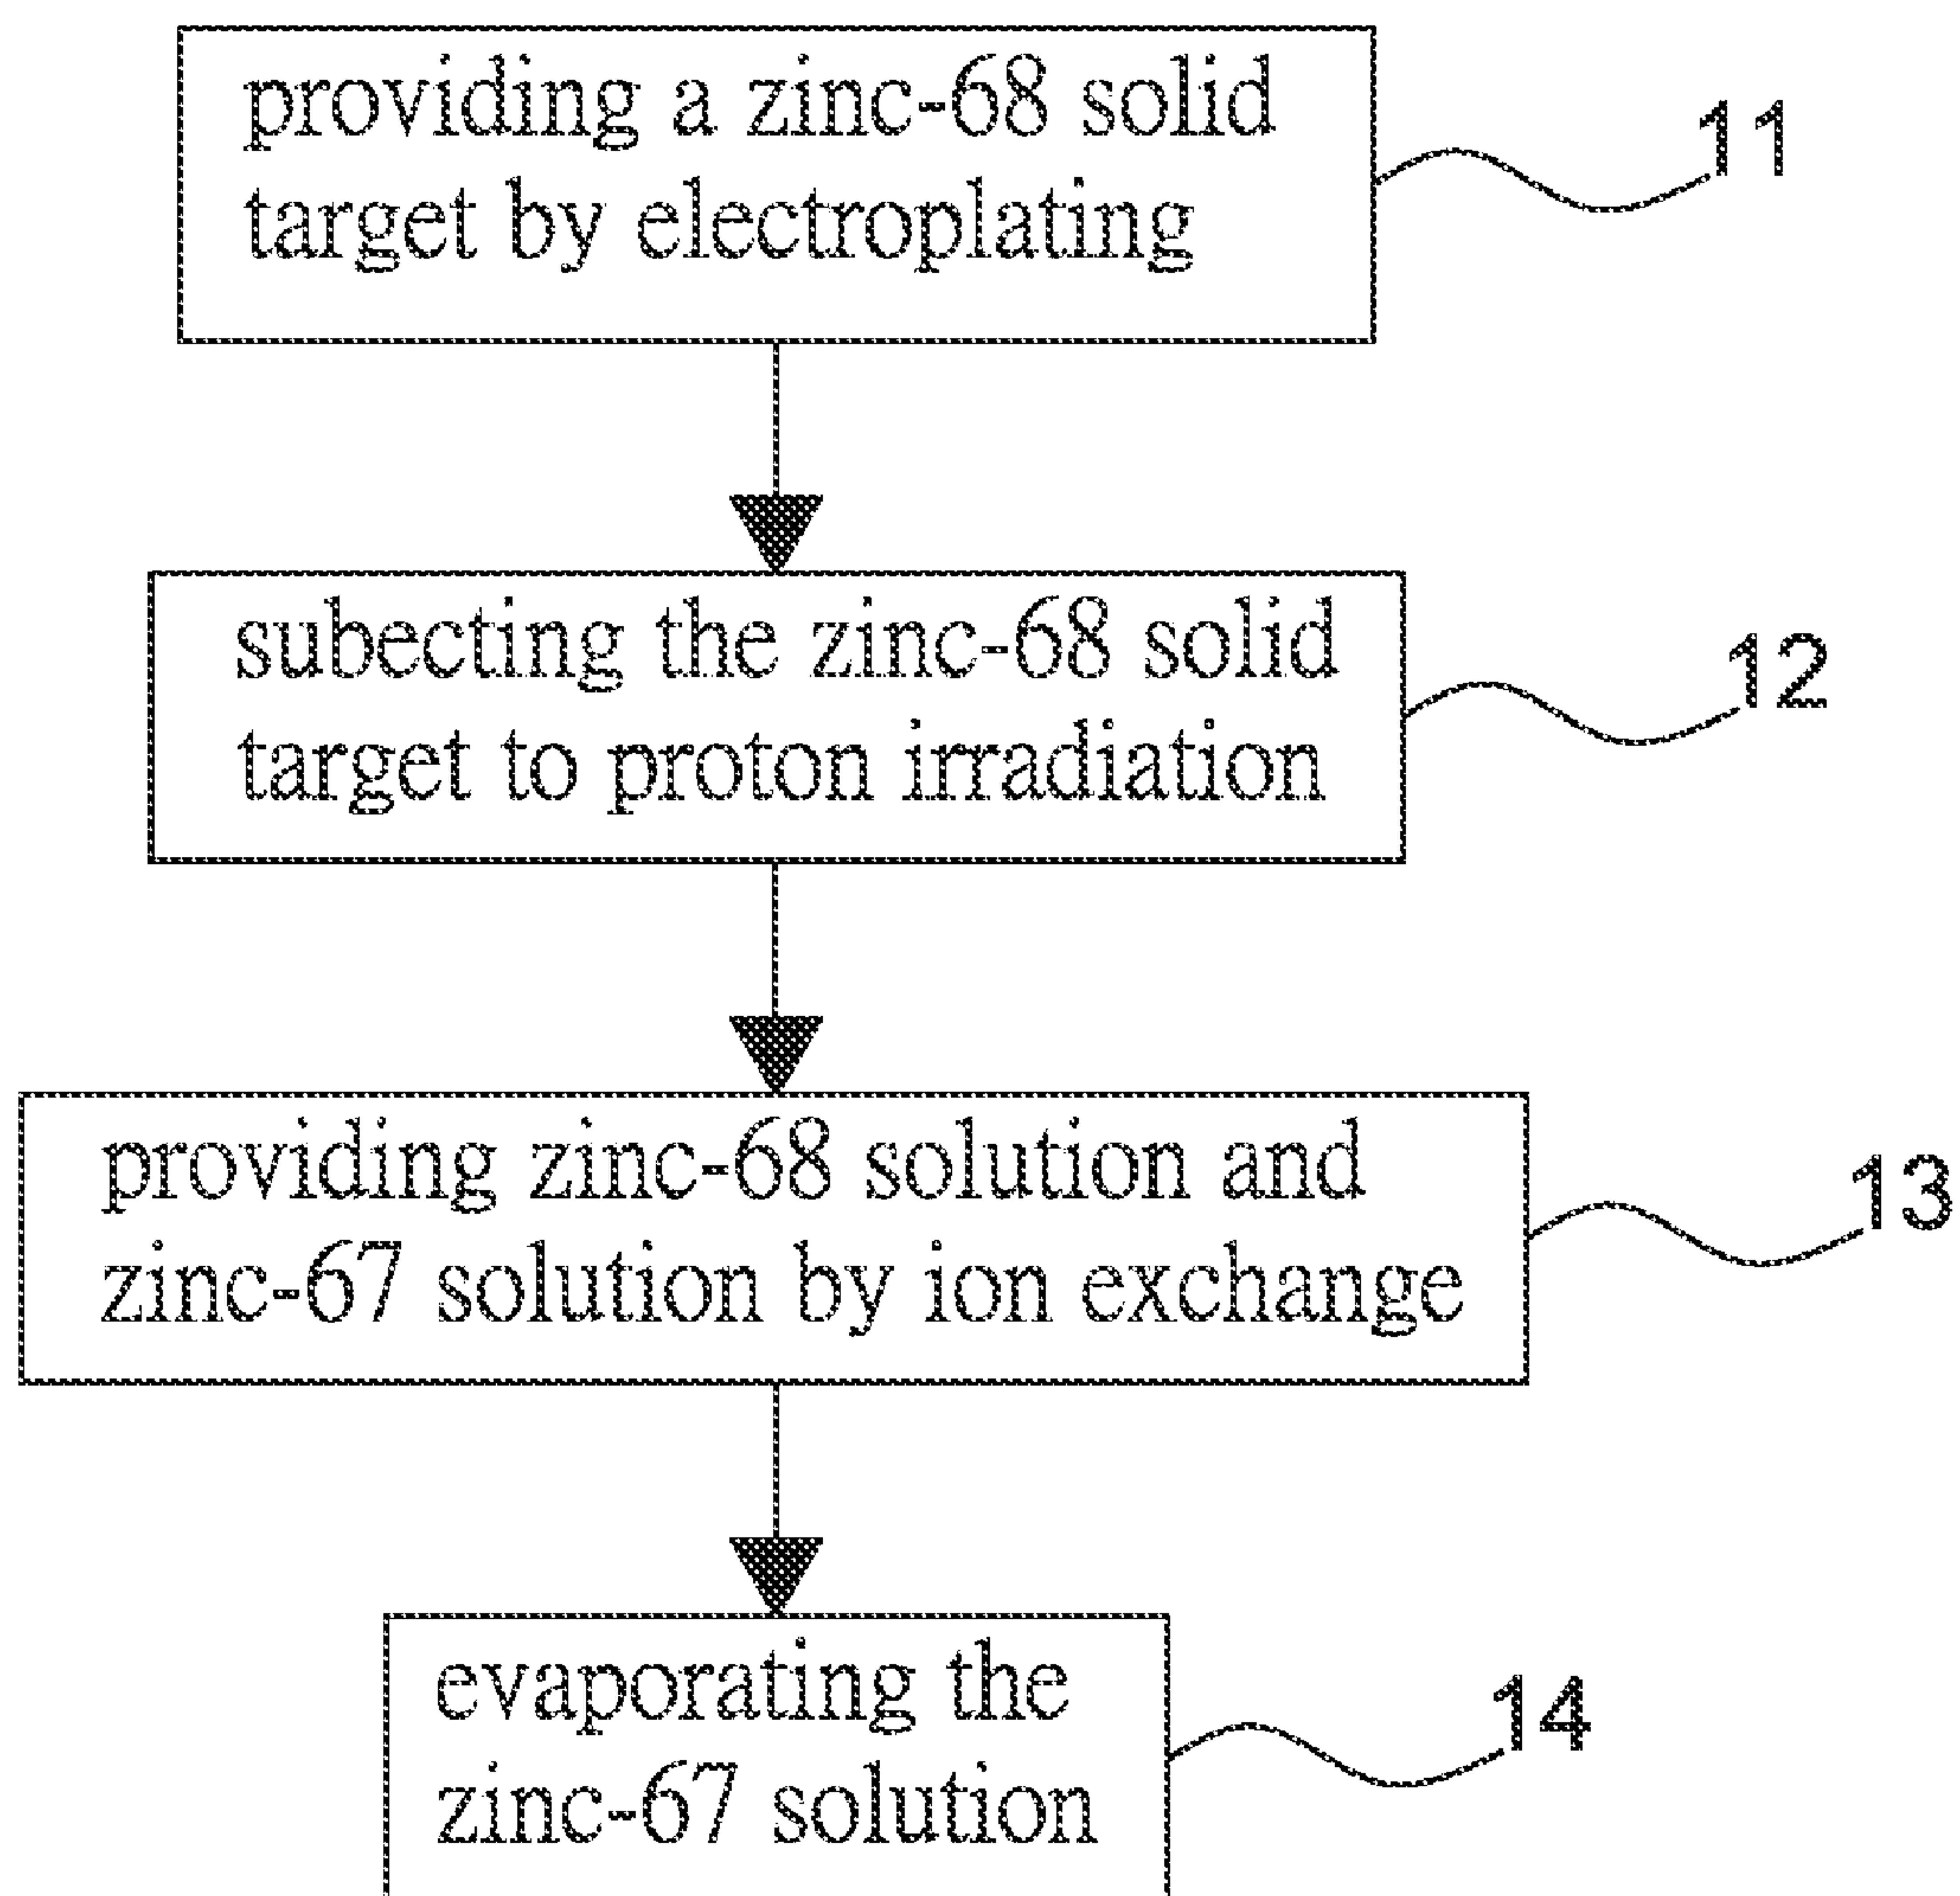 providing a zinc-68 solid
target by electroplating
11
subecting the zinc-68 solid
target to proton irradiation
12
providing zinc-68 solution and
zinc-67 solution by ion exchange
13
evaporating the
zinc-67 solution
14